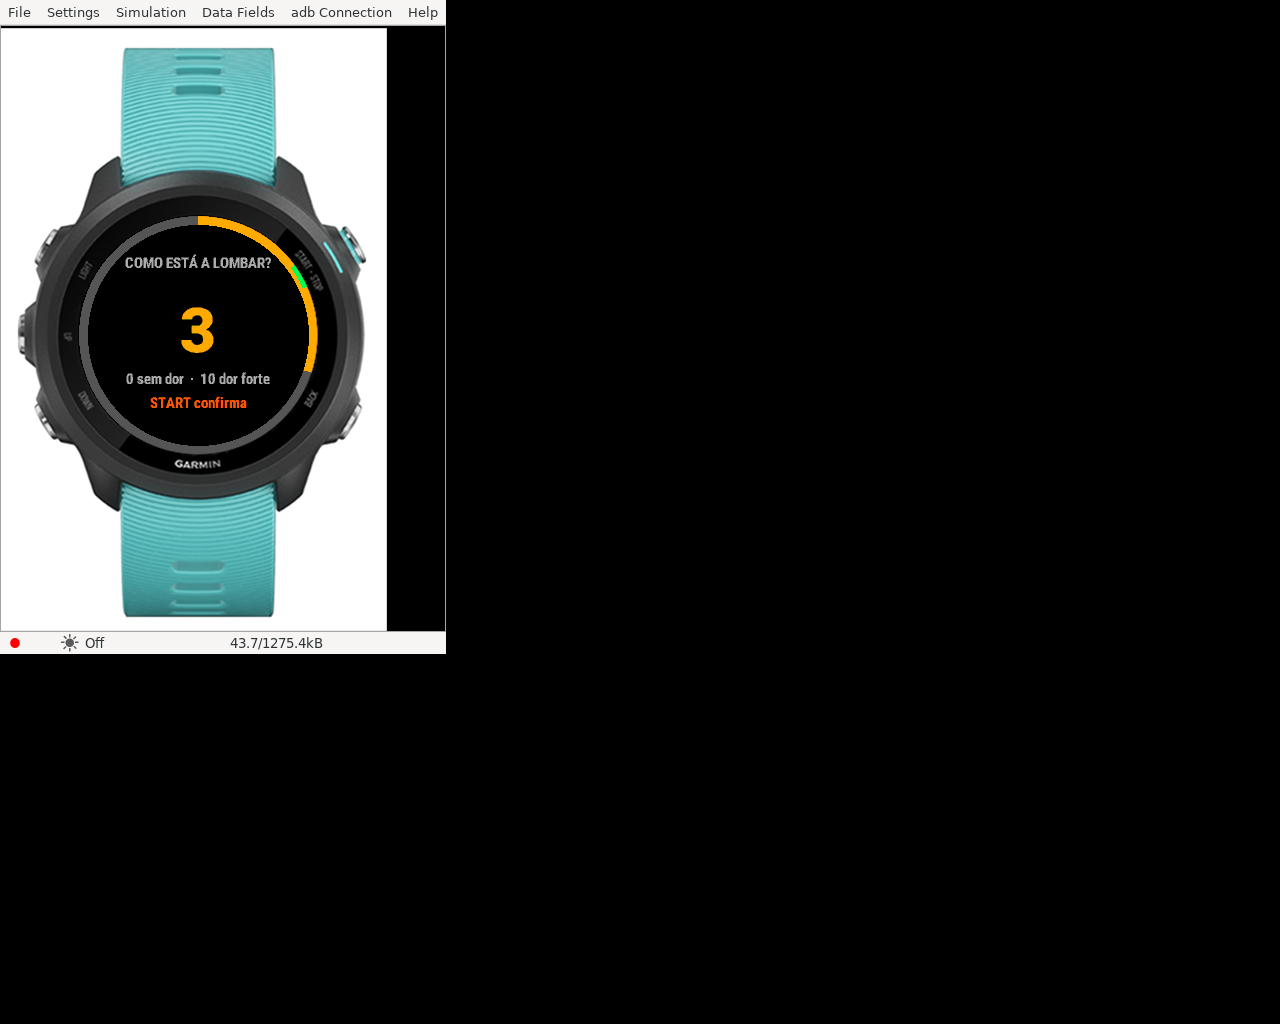 File Settings Simulation Data Fields adb Connection Help
COMO ESTÁ A LOMBAR?
START · STOP
LIGHT
3
UP
0 sem dor · 10 dor forte
START confirma
DOWN
BACK
GARMIN
Off 43.7/1275.4kB